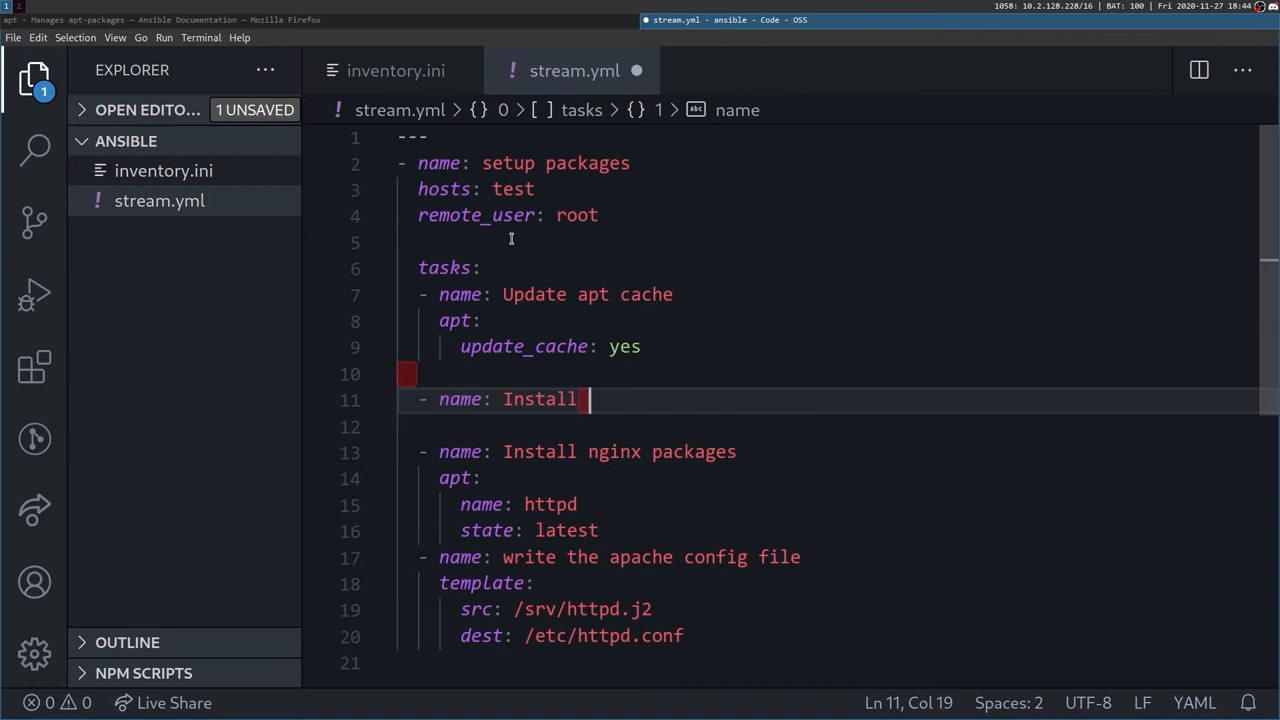 1 2
1058: 10.2.128.228/16 | BAT: 100 | Fri 2020-11-27 18:44
apt - Manages apt-packages — Ansible Documentation — Mozilla Firefox
stream.yml - ansible - Code - OSS
File Edit Selection View Go Run Terminal Help
EXPLORER
inventory.ini
stream.yml
OPEN EDITO... 1 UNSAVED
stream.yml > {} 0 > [ ] tasks > {} 1 > abc name
ANSIBLE
inventory.ini
stream.yml
1
1 ---
2 - name: setup packages
3 hosts: test
4 remote_user: root
5
6 tasks:
7 - name: Update apt cache
8 apt:
9 update_cache: yes
10
11 - name: Install
12
13 - name: Install nginx packages
14 apt:
15 name: httpd
16 state: latest
17 - name: write the apache config file
18 template:
19 src: /srv/httpd.j2
20 dest: /etc/httpd.conf
21
OUTLINE
NPM SCRIPTS
0 0 Live Share
Ln 11, Col 19 Spaces: 2 UTF-8 LF YAML